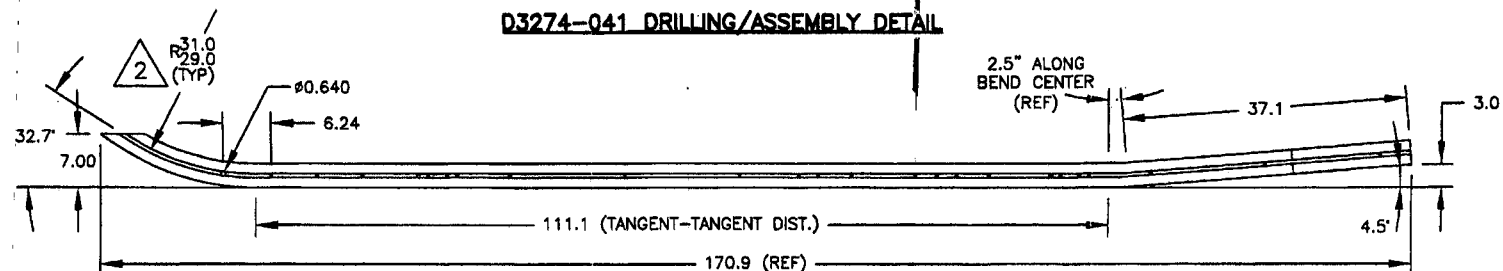 D3274-041 DRILLING/ASSEMBLY DETAIL
2
R31.0
29.0
(TYP)
ø0.640
2.5" ALONG
BEND CENTER
(REF)
37.1
3.0
32.7°
6.24
7.00
111.1 (TANGENT-TANGENT DIST.)
4.5°
170.9 (REF)